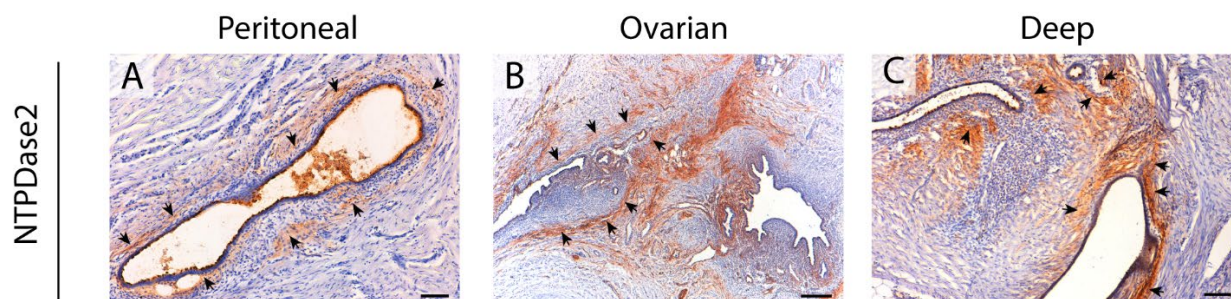 Peritoneal
Ovarian
Deep
NTPDase2
A
B
C